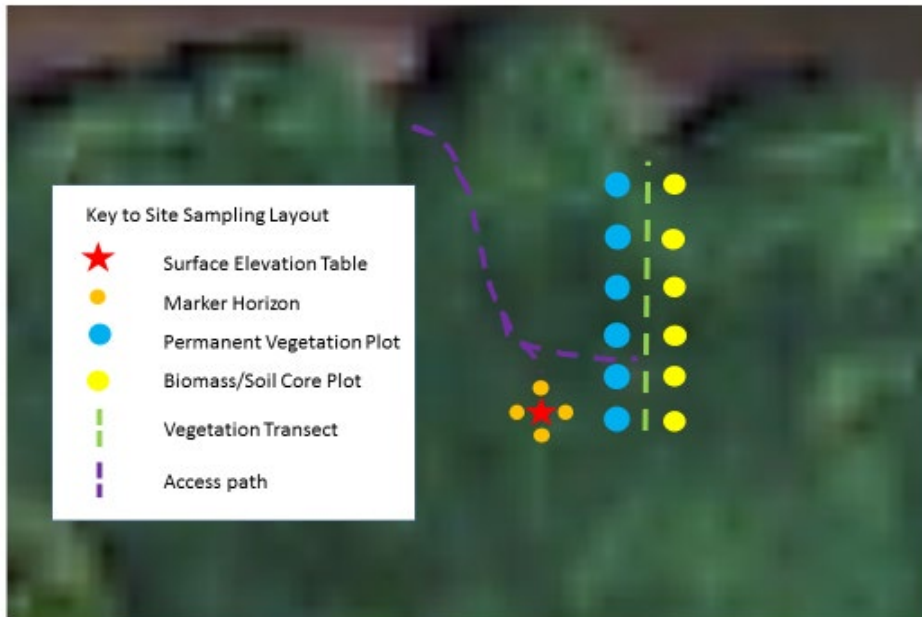 Key to Site Sampling Layout
Surface Elevation Table
Marker Horizon
Permanent Vegetation Plot
Biomass/Soil Core Plot
Vegetation Transect
Access path